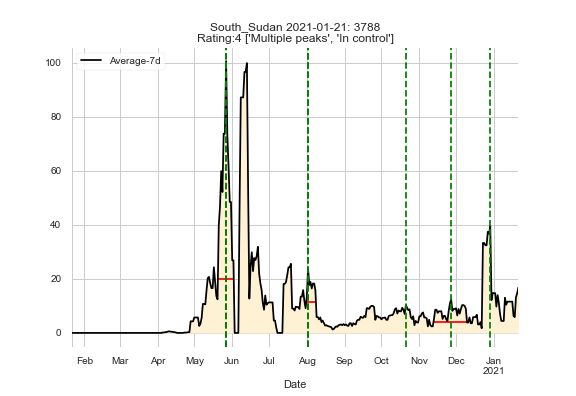 South_Sudan 2021-01-21: 3788
Rating:4 ['Multiple peaks', 'In control']
Average-7d
100
80
60
40
20
0
Feb Mar Apr May Jun Jul Aug Sep Oct Nov Dec Jan
2021
Date